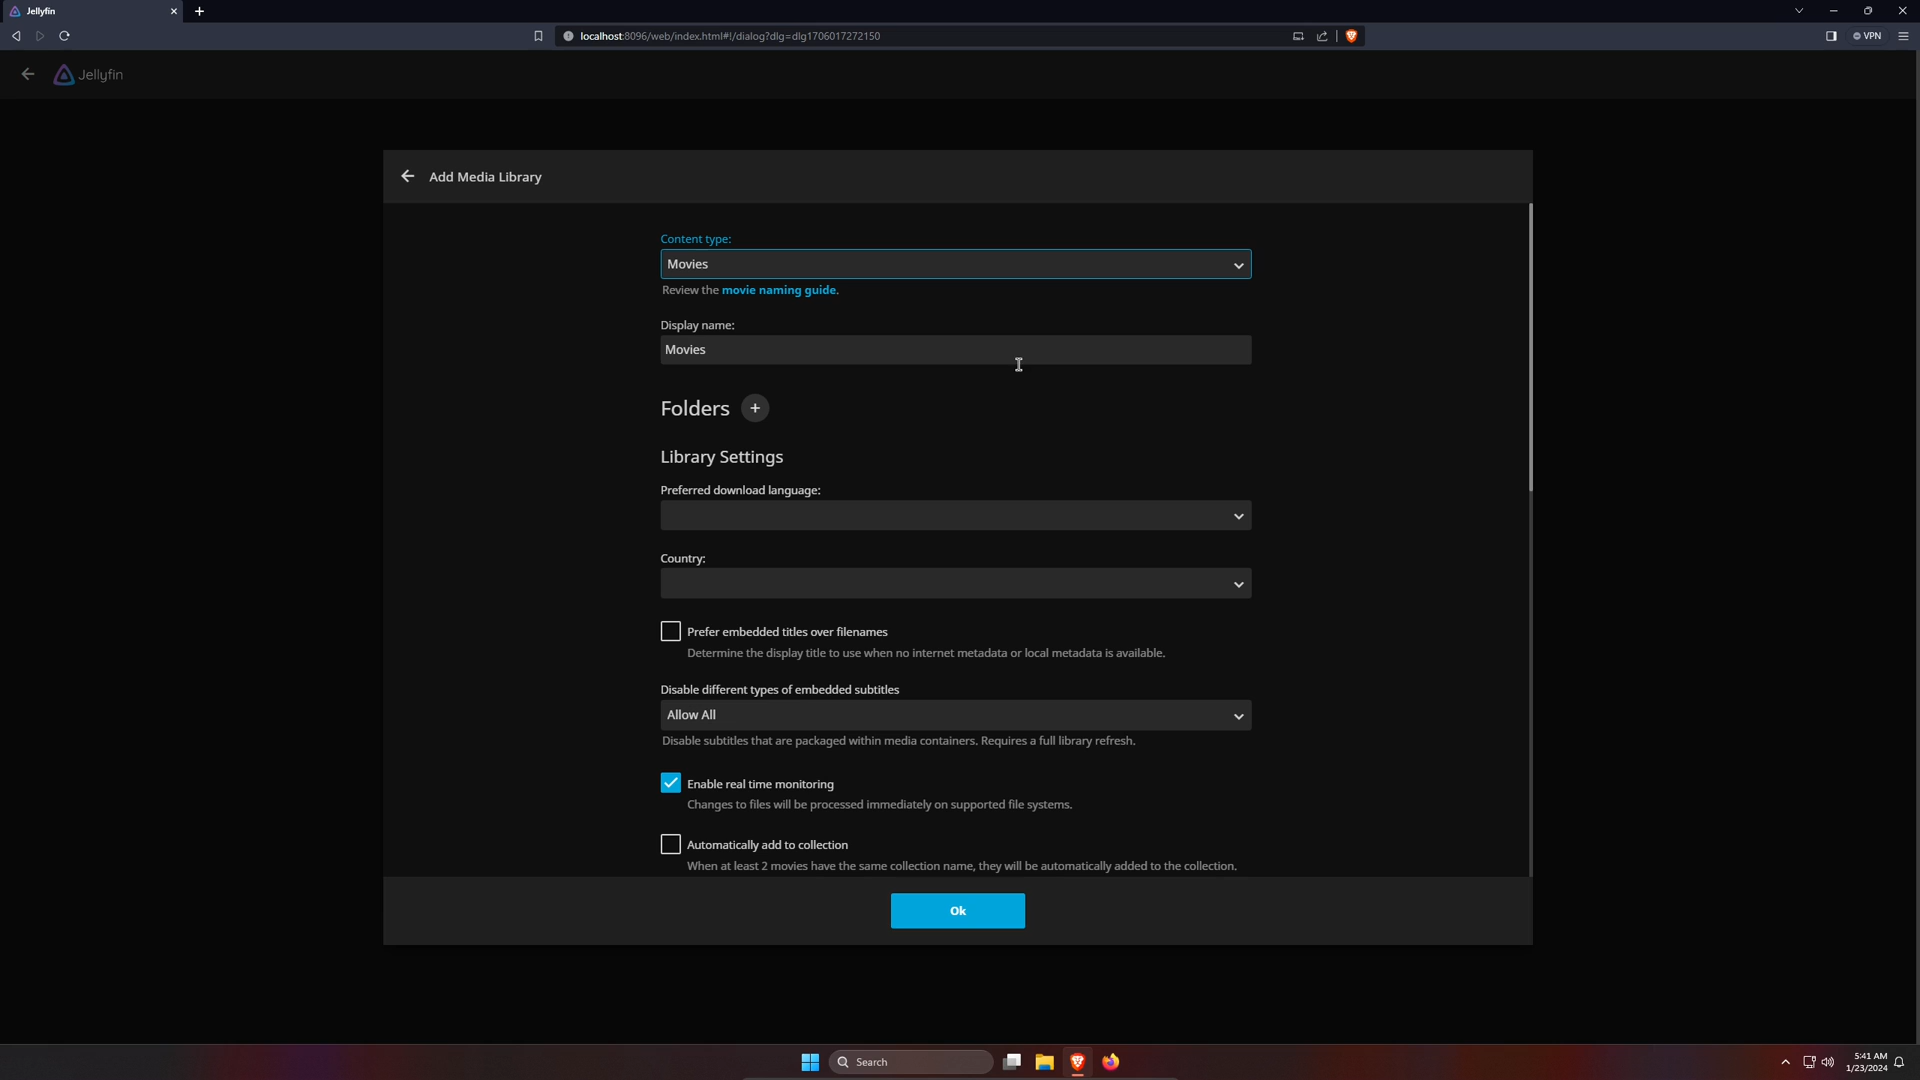 Jellyfin
localhost:8096/web/index.html#!/dialog?dlg=dlg1706017272150
VPN
Jellyfin
Add Media Library
Content type:
Movies
Review the movie naming guide.
Display name:
Movies
Folders
Library Settings
Preferred download language:
Country:
Prefer embedded titles over filenames
Determine the display title to use when no internet metadata or local metadata is available.
Disable different types of embedded subtitles
Allow All
Disable subtitles that are packaged within media containers. Requires a full library refresh.
Enable real time monitoring
Changes to files will be processed immediately on supported file systems.
Automatically add to collection
When at least 2 movies have the same collection name, they will be automatically added to the collection.
Ok
Search
5:41 AM
1/23/2024